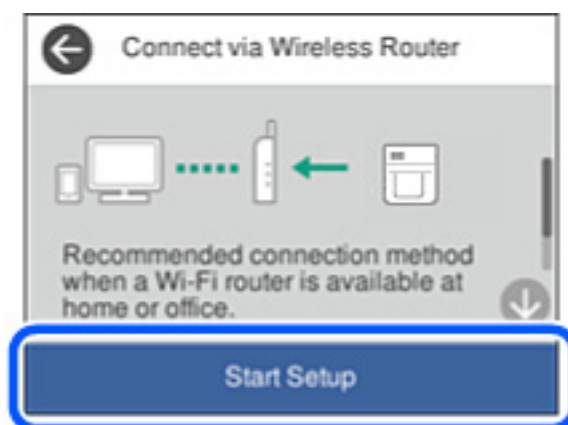 Connect via Wireless Router
Recommended connection method
when a Wi-Fi router is available at
home or office.
Start Setup